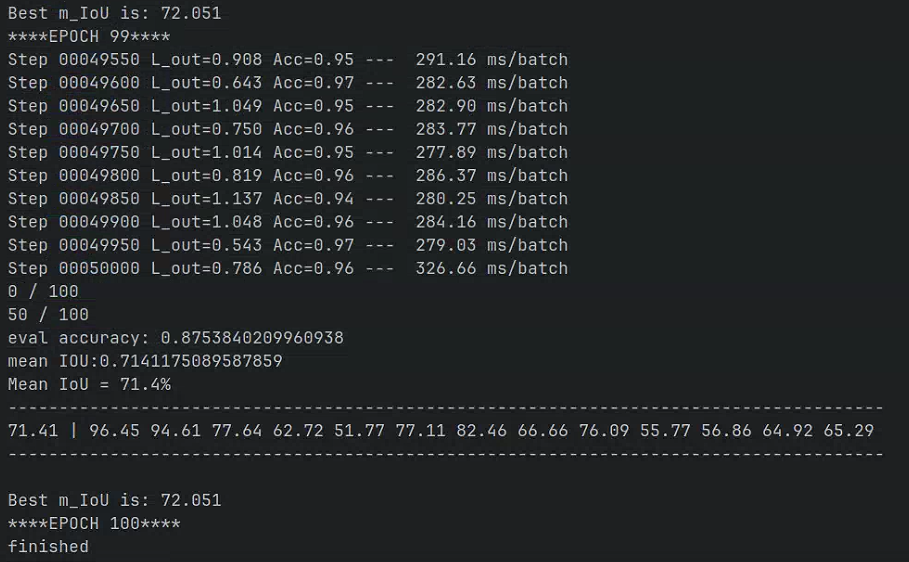 Best m_IoU is: 72.051
****EPOCH 99****
Step 00049550 L_out=0.908 Acc=0.95 ---  291.16 ms/batch
Step 00049600 L_out=0.643 Acc=0.97 ---  282.63 ms/batch
Step 00049650 L_out=1.049 Acc=0.95 ---  282.90 ms/batch
Step 00049700 L_out=0.750 Acc=0.96 ---  283.77 ms/batch
Step 00049750 L_out=1.014 Acc=0.95 ---  277.89 ms/batch
Step 00049800 L_out=0.819 Acc=0.96 ---  286.37 ms/batch
Step 00049850 L_out=1.137 Acc=0.94 ---  280.25 ms/batch
Step 00049900 L_out=1.048 Acc=0.96 ---  284.16 ms/batch
Step 00049950 L_out=0.543 Acc=0.97 ---  279.03 ms/batch
Step 00050000 L_out=0.786 Acc=0.96 ---  326.66 ms/batch
0 / 100
50 / 100
eval accuracy: 0.8753840209960938
mean IOU:0.7141175089587859
Mean IoU = 71.4%
--------------------------------------------------------------------------------------
71.41 | 96.45 94.61 77.64 62.72 51.77 77.11 82.46 66.66 76.09 55.77 56.86 64.92 65.29
--------------------------------------------------------------------------------------
Best m_IoU is: 72.051
****EPOCH 100****
finished